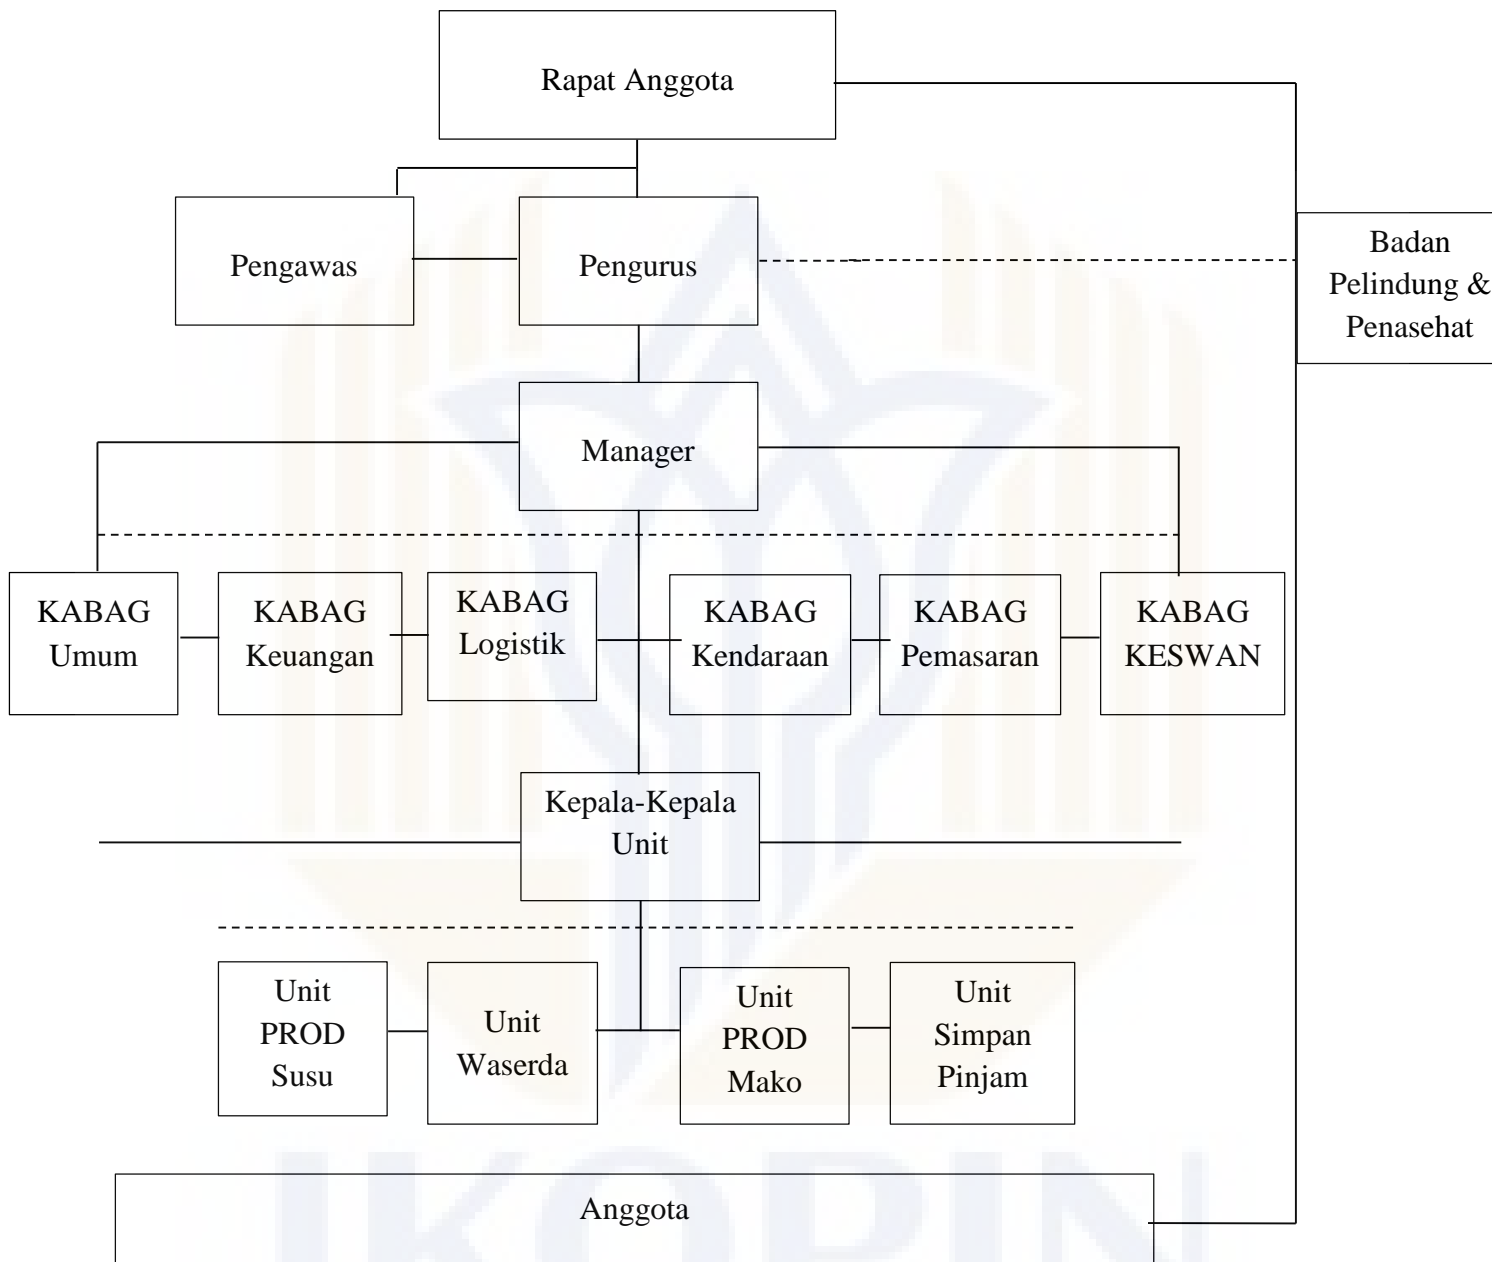 Rapat Anggota
Pengawas
Pengurus
Badan
Pelindung &
Penasehat
Manager
KABAG
Umum
KABAG
Keuangan
KABAG
Logistik
KABAG
Kendaraan
KABAG
Pemasaran
KABAG
KESWAN
Kepala-Kepala
Unit
Unit
PROD
Susu
Unit
Waserda
Unit
PROD
Mako
Unit
Simpan
Pinjam
Anggota
IKOPIN